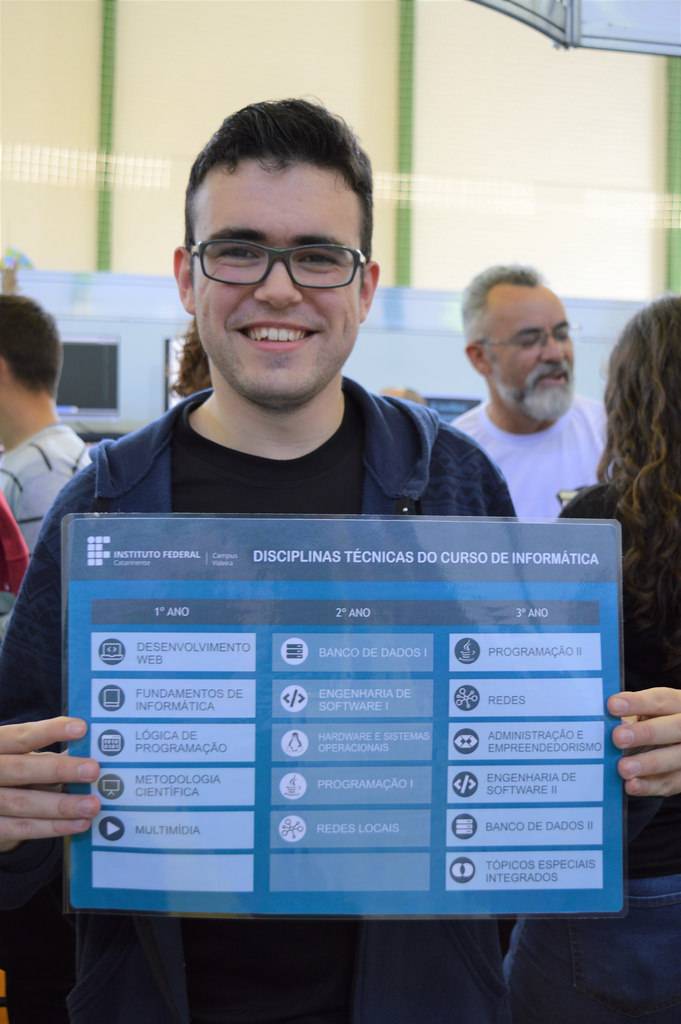 INSTITUTO FEDERAL
Catarinense
Campus
Videira
DISCIPLINAS TÉCNICAS DO CURSO DE INFORMÁTICA
1º ANO
2º ANO
3º ANO
DESENVOLVIMENTO
WEB
FUNDAMENTOS DE
INFORMÁTICA
LÓGICA DE
PROGRAMAÇÃO
METODOLOGIA
CIENTÍFICA
MULTIMÍDIA
BANCO DE DADOS I
ENGENHARIA DE
SOFTWARE I
HARDWARE E SISTEMAS
OPERACIONAIS
PROGRAMAÇÃO I
REDES LOCAIS
PROGRAMAÇÃO II
REDES
ADMINISTRAÇÃO E
EMPREENDEDORISMO
ENGENHARIA DE
SOFTWARE II
BANCO DE DADOS II
TÓPICOS ESPECIAIS
INTEGRADOS